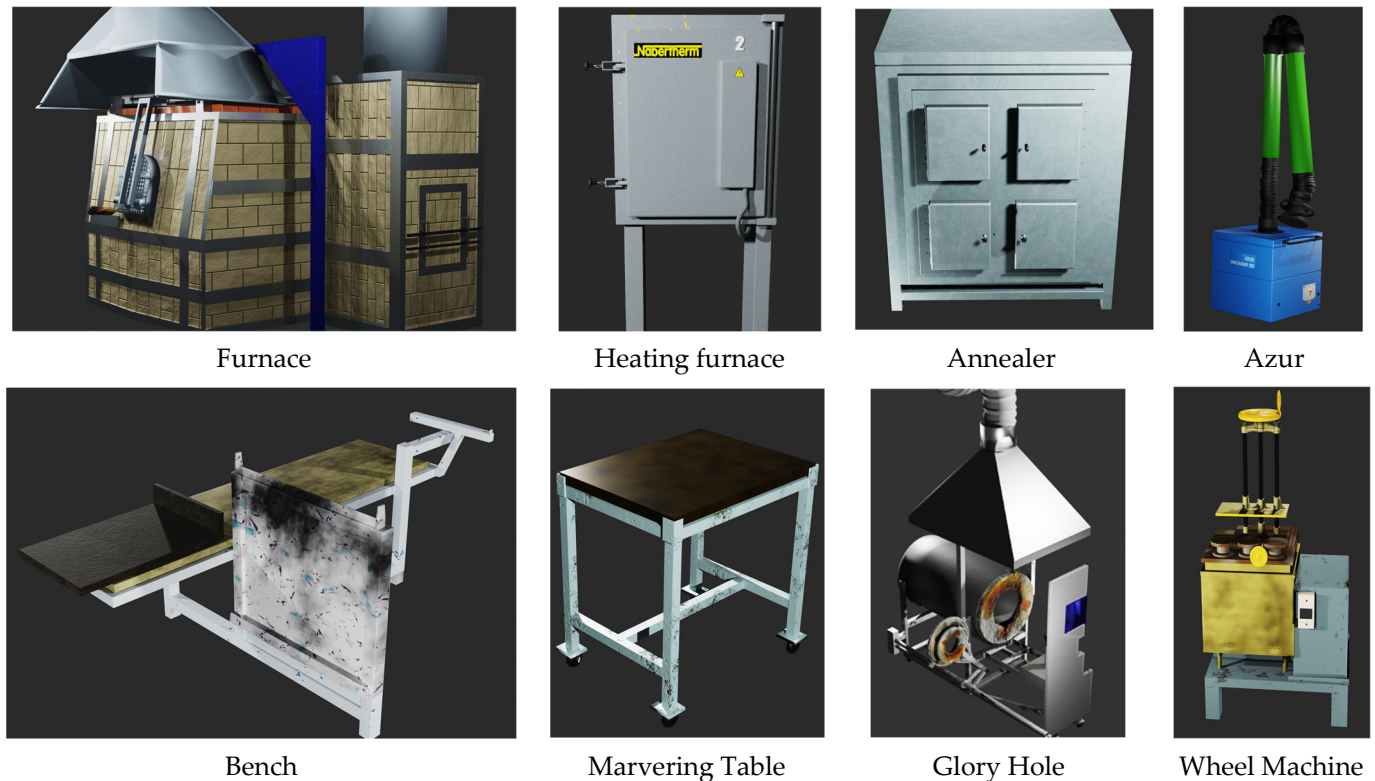 Nabertherm
2
Furnace
Heating furnace
Annealer
Azur
Bench
Marvering Table
Glory Hole
Wheel Machine